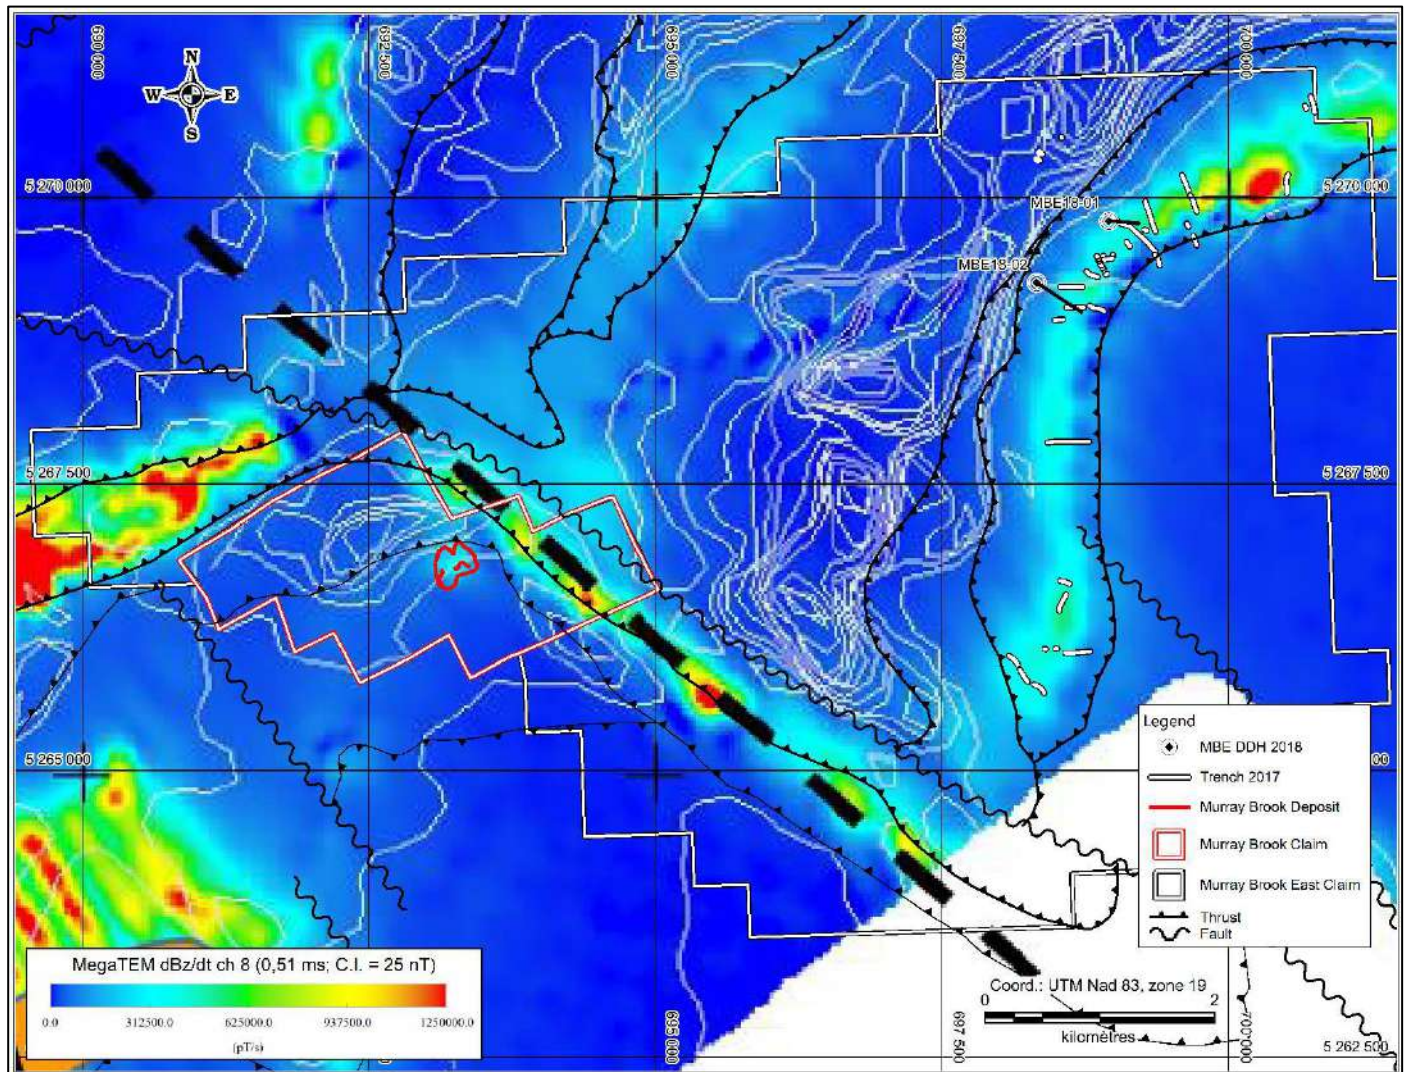 690 000
692 500
695 000
697 500
700 000
N
W
E
S
5 270 000
5 270 000
MBE18-01
MBE18-02
5 267 500
5 267 500
5 265 000
00
Legend
MBE DDH 2018
Trench 2017
Murray Brook Deposit
Murray Brook Claim
Murray Brook East Claim
Thrust
Fault
MegaTEM dBz/dt ch 8 (0,51 ms; C.I. = 25 nT)
0.0
312500.0
625000.0
937500.0
1250000.0
(pT/s)
Coord.: UTM Nad 83, zone 19
0
2
kilomètres
695 000
697 500
700 000
5 262 500